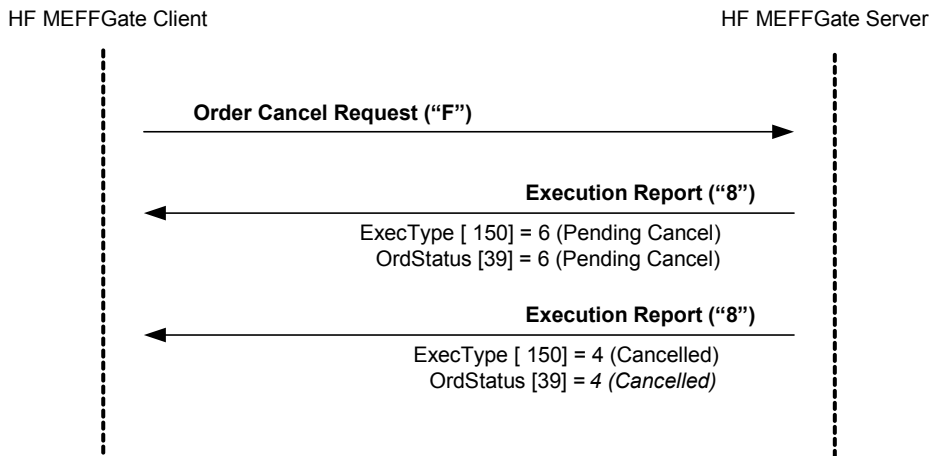 HF MEFFGate Client
HF MEFFGate Server
Order Cancel Request (“F”)
Execution Report (“8”)
ExecType [ 150] = 6 (Pending Cancel)
OrdStatus [39] = 6 (Pending Cancel)
Execution Report (“8”)
ExecType [ 150] = 4 (Cancelled)
OrdStatus [39] = 4 (Cancelled)